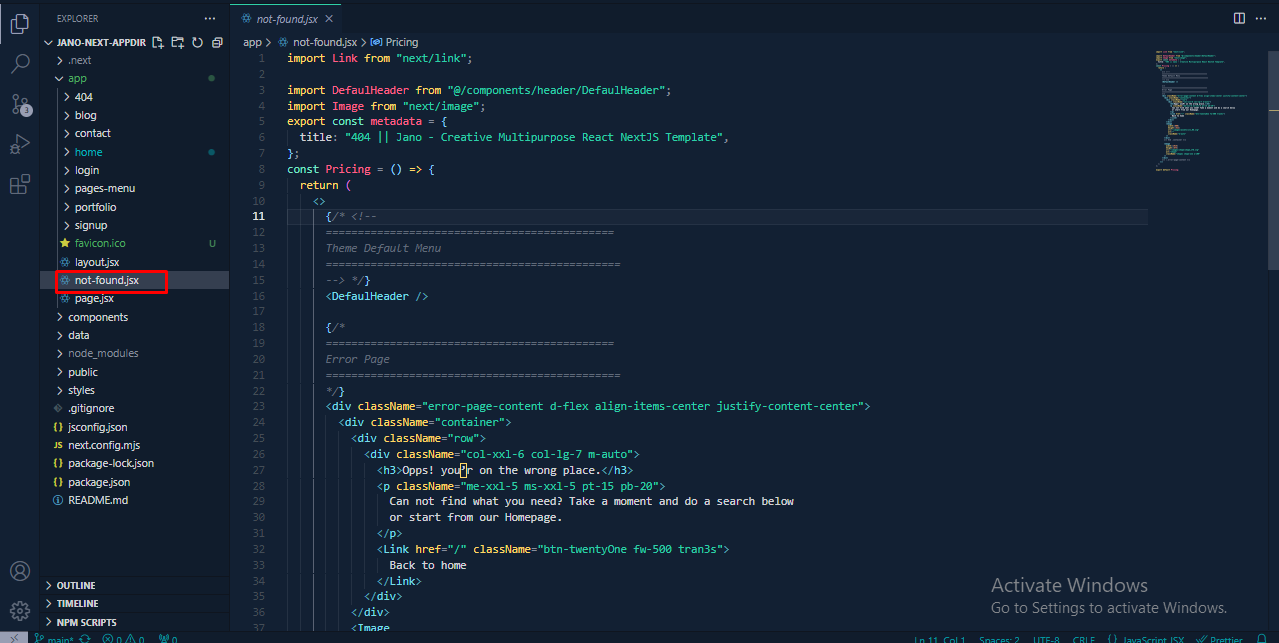 EXPLORER
JANO-NEXT-APPDIR
.next
app
404
blog
contact
home
login
pages-menu
portfolio
signup
favicon.ico U
layout.jsx
not-found.jsx
page.jsx
components
data
node_modules
public
styles
.gitignore
jsconfig.json
JS next.config.mjs
package-lock.json
package.json
README.md
OUTLINE
TIMELINE
NPM SCRIPTS
3
not-found.jsx
app > not-found.jsx > Pricing
1 import Link from "next/link";
2
3 import DefaulHeader from "@/components/header/DefaulHeader";
4 import Image from "next/image";
5 export const metadata = {
6 title: "404 || Jano - Creative Multipurpose React NextJS Template",
7 };
8 const Pricing = () => {
9 return (
10 <>
11 {/* <!--
12 =============================================
13 Theme Default Menu
14 ==============================================
15 --> */}
16 <DefaulHeader />
17
18 {/*
19 =============================================
20 Error Page
21 ==============================================
22 */}
23 <div className="error-page-content d-flex align-items-center justify-content-center">
24 <div className="container">
25 <div className="row">
26 <div className="col-xxl-6 col-lg-7 m-auto">
27 <h3>Opps! you’r on the wrong place.</h3>
28 <p className="me-xxl-5 ms-xxl-5 pt-15 pb-20">
29 Can not find what you need? Take a moment and do a search below
30 or start from our Homepage.
31 </p>
32 <Link href="/" className="btn-twentyOne fw-500 tran3s">
33 Back to home
34 </Link>
35 </div>
36 </div>
37 <Image
Activate Windows
Go to Settings to activate Windows.
main* 0 0 0 Ln 11, Col 1 Spaces: 2 UTF-8 CRLF {} JavaScript JSX Prettier